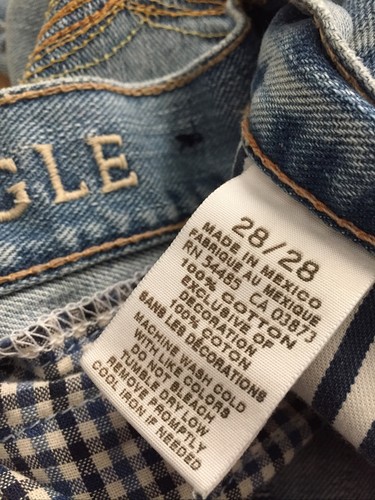 GLE
28/28
MADE IN MEXICO
FABRIQUE AU MEXIQUE
RN 54485 CA 03873
100% COTTON
EXCLUSIVE OF
DECORATION
100% COTON
SANS LES DÉCORATIONS
MACHINE WASH COLD
WITH LIKE COLORS
DO NOT BLEACH
TUMBLE DRY LOW
REMOVE PROMPTLY
COOL IRON IF NEEDED